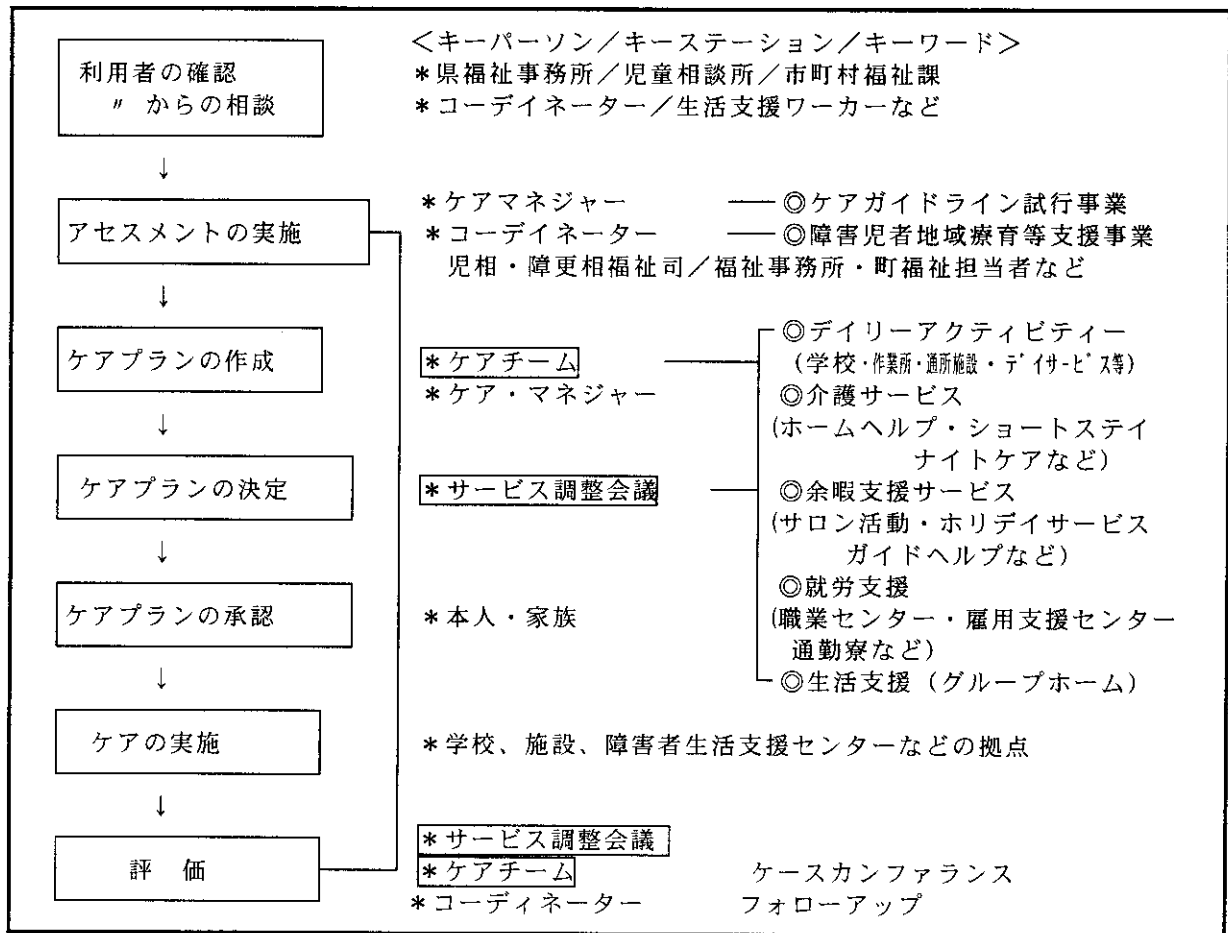 ＜キーパーソン／キーステーション／キーワード＞
利用者の確認
〃 からの相談
＊県福祉事務所／児童相談所／市町村福祉課
＊コーデイネーター／生活支援ワーカーなど
↓
アセスメントの実施
＊ケアマネジャー ── ◎ケアガイドライン試行事業
＊コーデイネーター ── ◎障害児者地域療育等支援事業
児相・障更相福祉司／福祉事務所・町福祉担当者など
↓
ケアプランの作成
＊ケアチーム
＊ケア・マネジャー
◎デイリーアクティビティー
（学校・作業所・通所施設・デイサービス等）
◎介護サービス
(ホームヘルプ・ショートステイ
ナイトケアなど）
↓
ケアプランの決定
＊サービス調整会議
◎余暇支援サービス
(サロン活動・ホリデイサービス
ガイドヘルプなど）
↓
ケアプランの承認
＊本人・家族
◎就労支援
(職業センター・雇用支援センター
通勤寮など）
◎生活支援（グループホーム）
↓
ケアの実施
＊学校、施設、障害者生活支援センターなどの拠点
↓
評 価
＊サービス調整会議
＊ケアチーム ケースカンファランス
＊コーディネーター フォローアップ